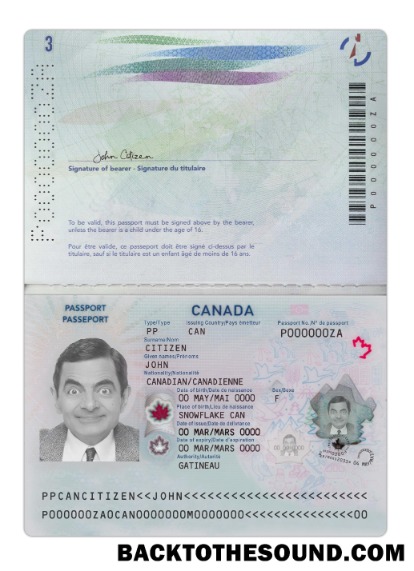 3
P000000ZA
John Citizen
Signature of bearer - Signature du titulaire
P000000ZA
To be valid, this passport must be signed above by the bearer,
unless the bearer is a child under the age of 16.
Pour être valide, ce passeport doit être signé ci-dessus par le
titulaire, sauf si le titulaire est un enfant âgé de moins de 16 ans.
PASSPORT
PASSEPORT
CANADA
Type/Type
Issuing Country/Pays émetteur
Passport No./N° de passeport
PP
CAN
P000000ZA
Surname/Nom
CITIZEN
Given names/Prénoms
JOHN
Nationality/Nationalité
CANADIAN/CANADIENNE
Date of birth/Date de naissance
00 MAY/MAI 0000
Sex/Sexe
F
Place of birth/Lieu de naissance
SNOWFLAKE CAN
Date of issue/Date de délivrance
00 MAR/MARS 0000
Date of expiry/Date d'expiration
00 MAR/MARS 0000
Authority/Autorité
GATINEAU
PPCANCITIZEN<<JOHN<<<<<<<<<<<<<<<<<<<<<<<<<<
P000000ZA0CAN0000000M0000000<<<<<<<<<<<<<<00
BACKTOTHESOUND.COM